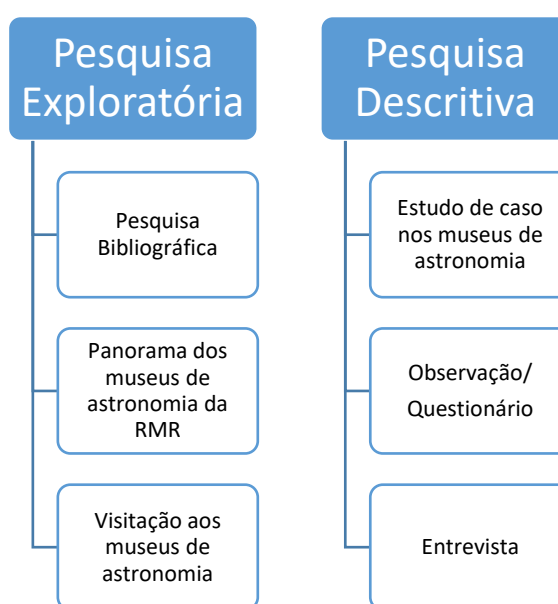 Pesquisa
Exploratória
Pesquisa
Bibliográfica
Panorama dos
museus de
astronomia da
RMR
Visitação aos
museus de
astronomia
Pesquisa
Descritiva
Estudo de caso
nos museus de
astronomia
Observação/
Questionário
Entrevista